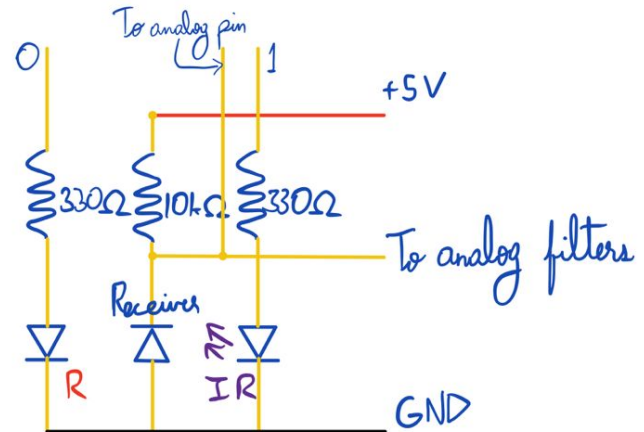 To analog pin
0
1
+5V
330Ω
10kΩ
330Ω
To analog filters
Receiver
R
IR
GND